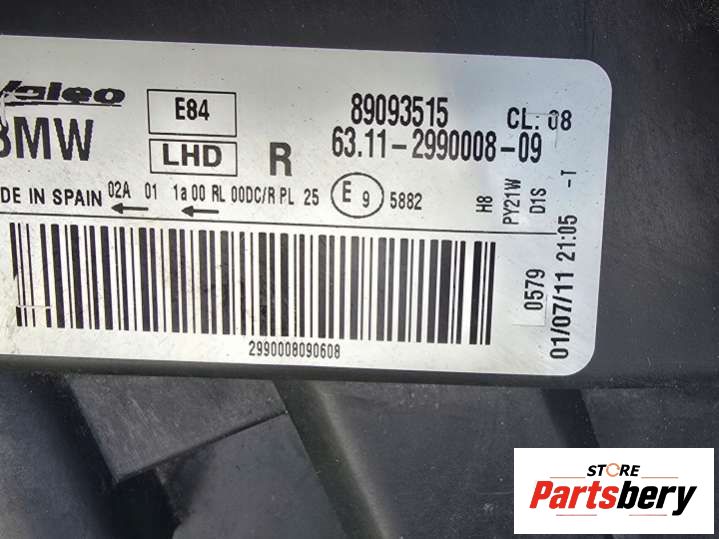 Valeo
BMW
E84
LHD
R
89093515
CL: 08
63.11-2990008-09
DE IN SPAIN
02A 01 1a 00 RL 00DC/R PL 25
E 9
5882
H8
PY21W
D1S
-T
0579
01/07/11 21:05
2990008090608
STORE
Partsbery